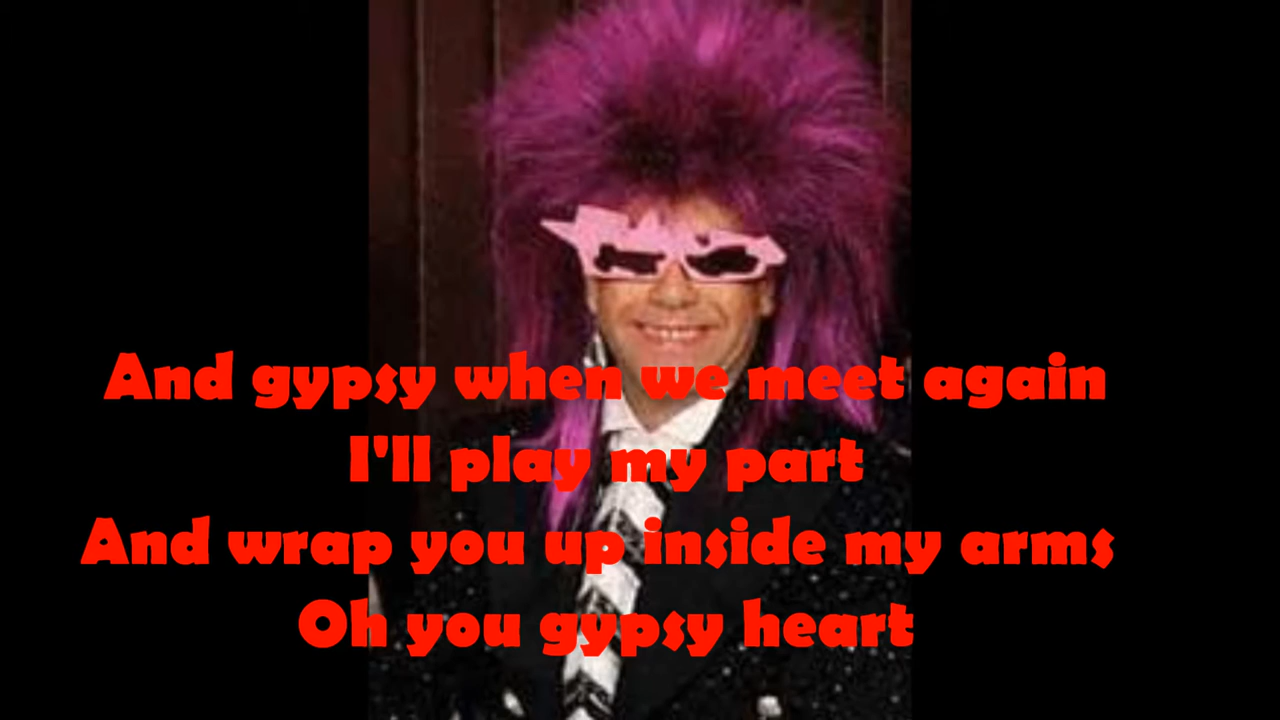 And gypsy when we meet again
I'll play my part
And wrap you up inside my arms
Oh you gypsy heart